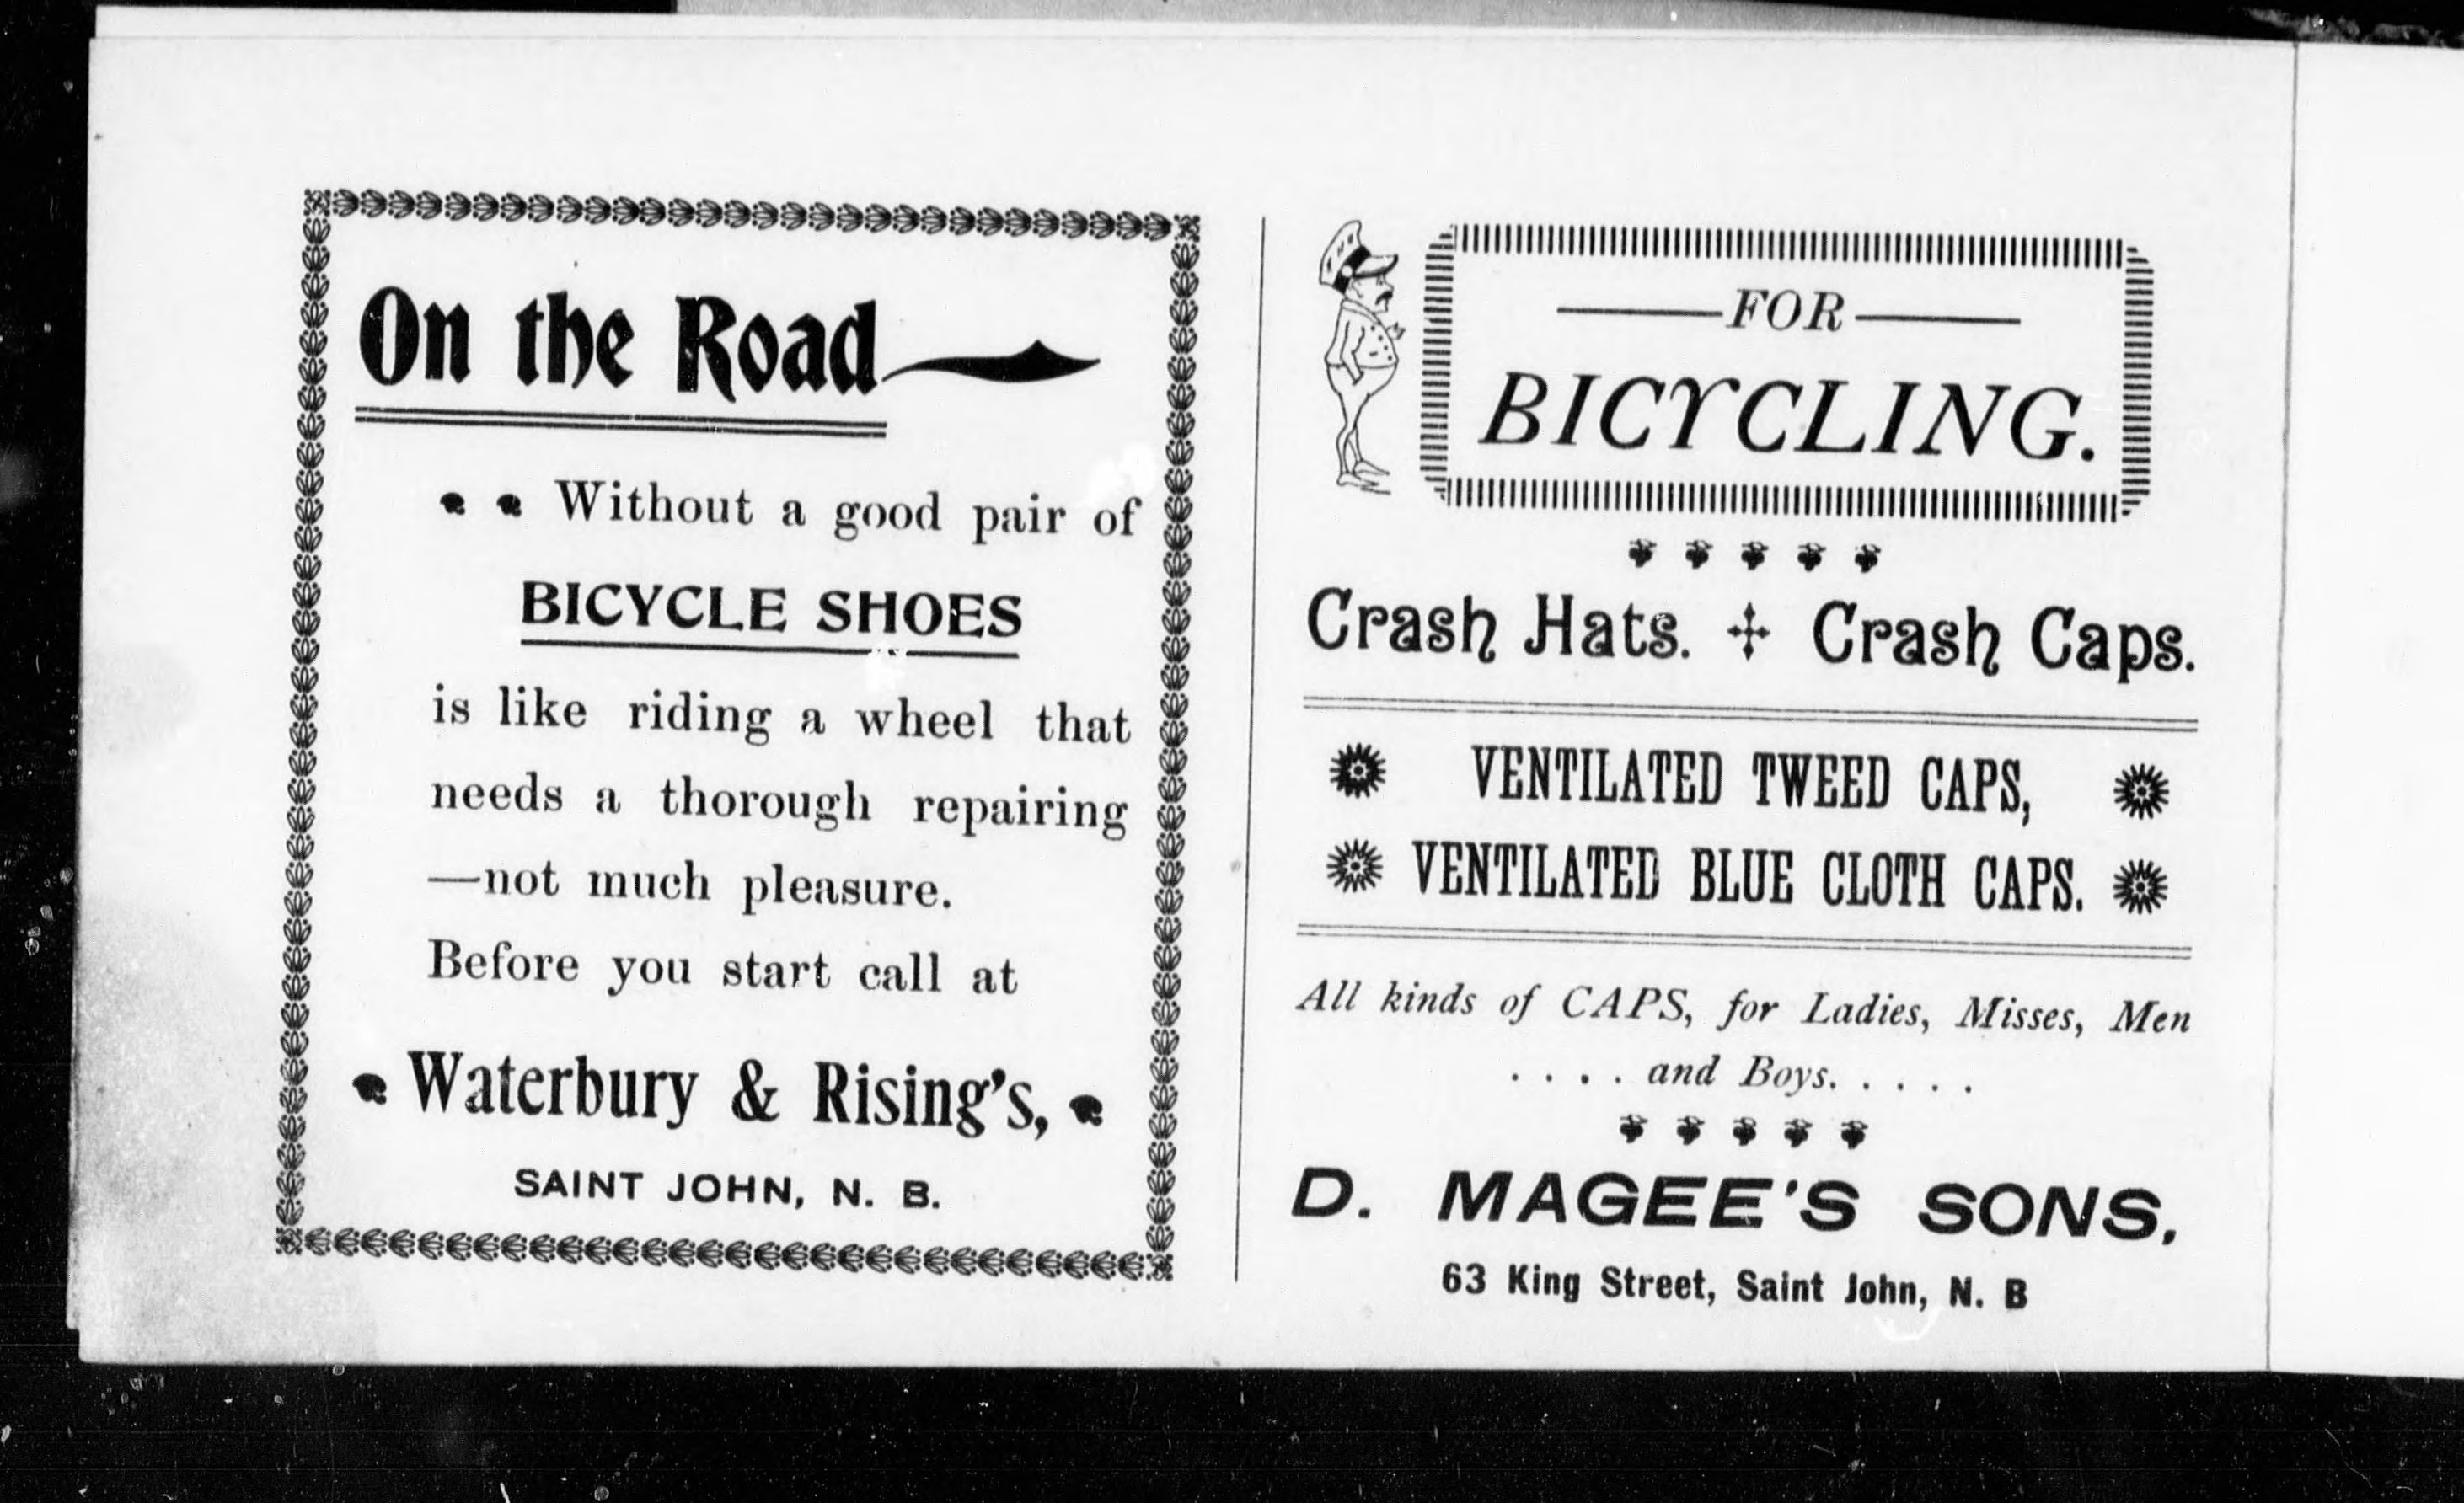 On the Road
Without a good pair of
BICYCLE SHOES
is like riding a wheel that
needs a thorough repairing
—not much pleasure.
Before you start call at
Waterbury & Rising's,
SAINT JOHN, N. B.
FOR
BICYCLING.
Crash Hats. Crash Caps.
VENTILATED TWEED CAPS,
VENTILATED BLUE CLOTH CAPS.
All kinds of CAPS, for Ladies, Misses, Men
. . . . and Boys. . . . .
D. MAGEE'S SONS,
63 King Street, Saint John, N. B